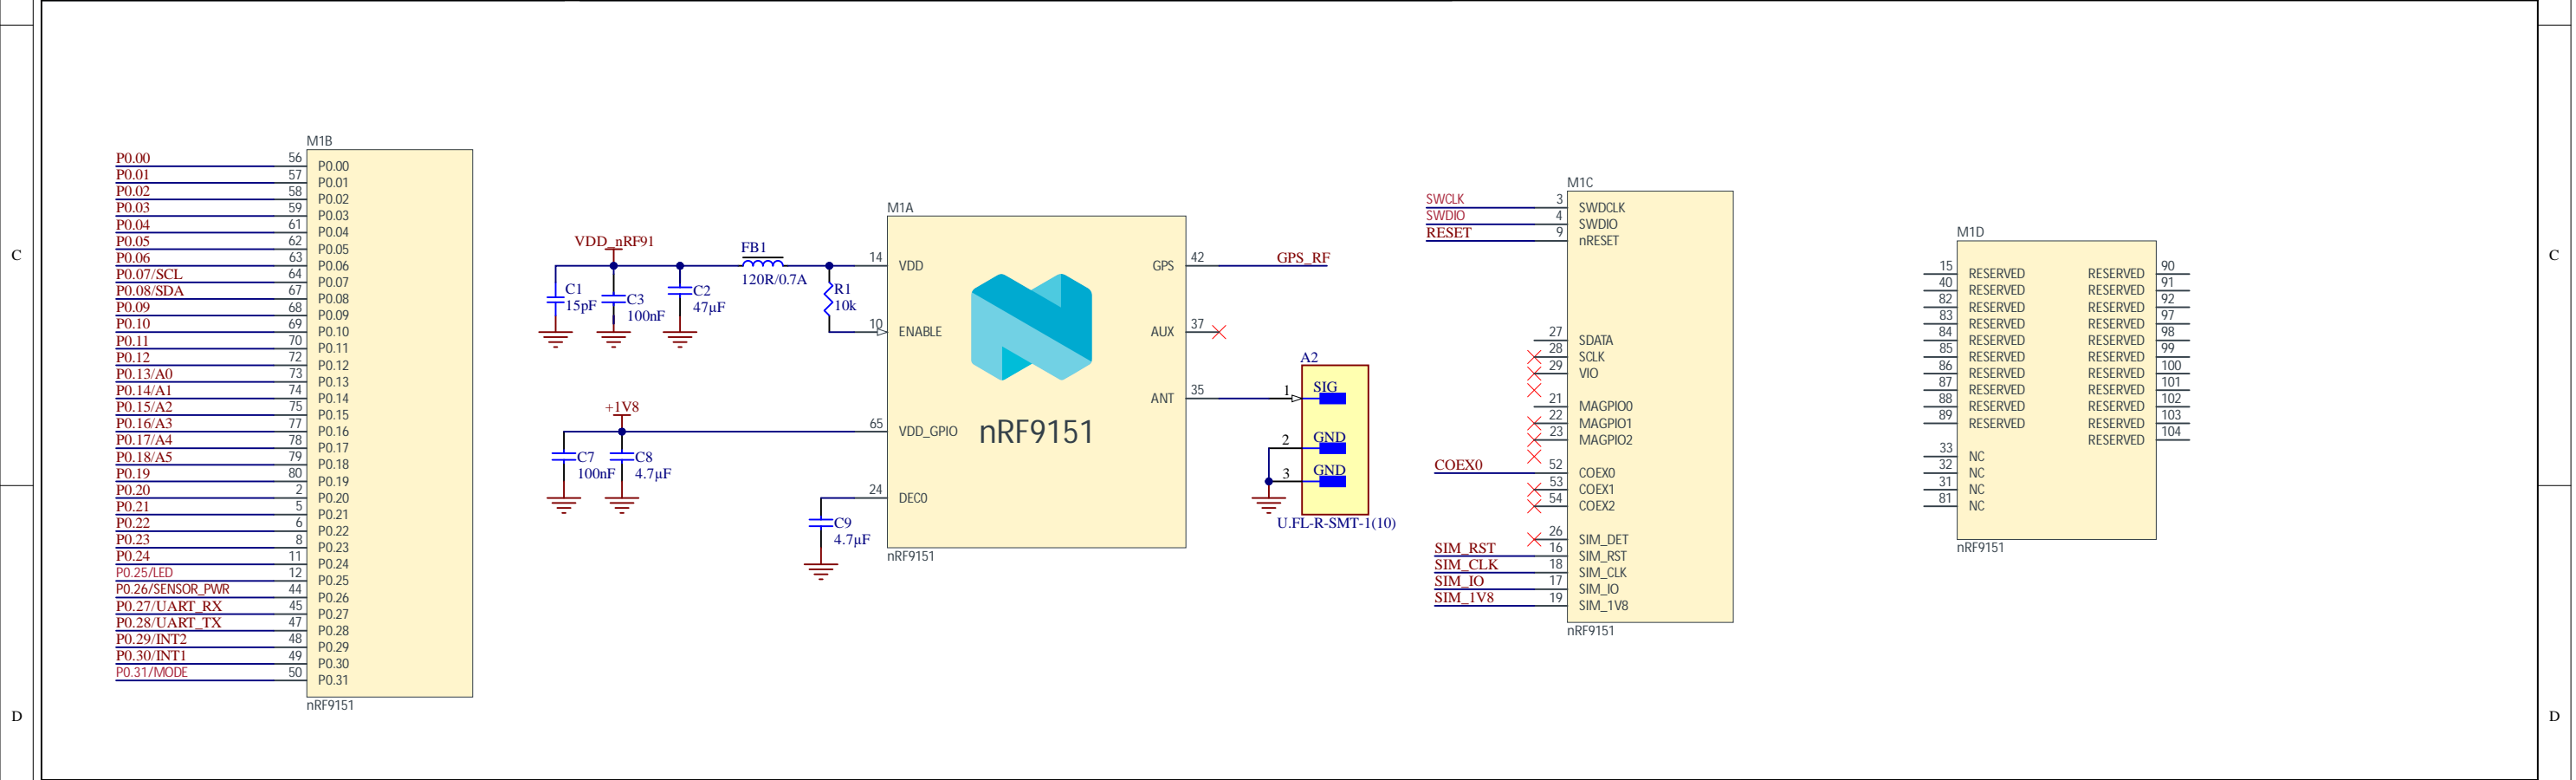 C
D
C
D
M1B
P0.00 56 P0.00
P0.01 57 P0.01
P0.02 58 P0.02
P0.03 59 P0.03
P0.04 61 P0.04
P0.05 62 P0.05
P0.06 63 P0.06
P0.07/SCL 64 P0.07
P0.08/SDA 67 P0.08
P0.09 68 P0.09
P0.10 69 P0.10
P0.11 70 P0.11
P0.12 72 P0.12
P0.13/A0 73 P0.13
P0.14/A1 74 P0.14
P0.15/A2 75 P0.15
P0.16/A3 77 P0.16
P0.17/A4 78 P0.17
P0.18/A5 79 P0.18
P0.19 80 P0.19
P0.20 2 P0.20
P0.21 5 P0.21
P0.22 6 P0.22
P0.23 8 P0.23
P0.24 11 P0.24
P0.25/LED 12 P0.25
P0.26/SENSOR_PWR 44 P0.26
P0.27/UART_RX 45 P0.27
P0.28/UART_TX 47 P0.28
P0.29/INT2 48 P0.29
P0.30/INT1 49 P0.30
P0.31/MODE 50 P0.31
nRF9151
VDD_nRF91
C1
15pF
C3
100nF
C2
47µF
FB1
120R/0.7A
R1
10k
+1V8
C7
100nF
C8
4.7µF
C9
4.7µF
M1A
14 VDD
10 ENABLE
65 VDD_GPIO
24 DEC0
nRF9151
GPS 42 GPS_RF
AUX 37
ANT 35
nRF9151
A2
1 SIG
2 GND
3 GND
U.FL-R-SMT-1(10)
M1C
SWCLK 3 SWDCLK
SWDIO 4 SWDIO
RESET 9 nRESET
27 SDATA
28 SCLK
29 VIO
21 MAGPIO0
22 MAGPIO1
23 MAGPIO2
COEX0 52 COEX0
53 COEX1
54 COEX2
26 SIM_DET
SIM_RST 16 SIM_RST
SIM_CLK 18 SIM_CLK
SIM_IO 17 SIM_IO
SIM_1V8 19 SIM_1V8
nRF9151
M1D
15 RESERVED RESERVED 90
40 RESERVED RESERVED 91
82 RESERVED RESERVED 92
83 RESERVED RESERVED 97
84 RESERVED RESERVED 98
85 RESERVED RESERVED 99
86 RESERVED RESERVED 100
87 RESERVED RESERVED 101
88 RESERVED RESERVED 102
89 RESERVED RESERVED 103
RESERVED 104
33 NC
32 NC
31 NC
81 NC
nRF9151